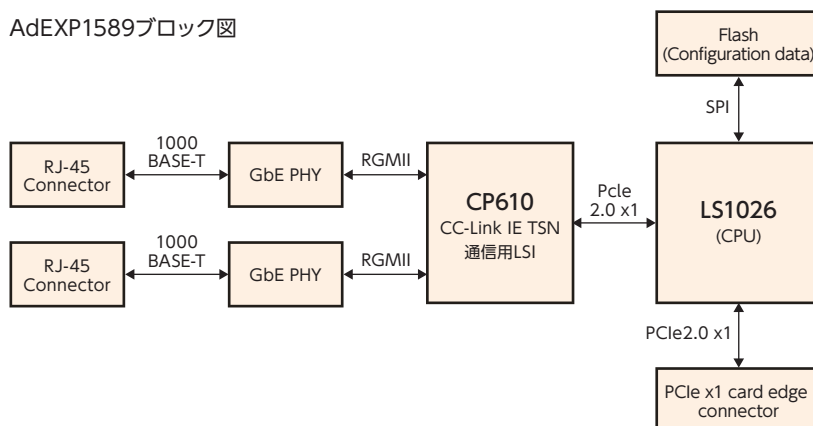 AdEXP1589ブロック図
Flash
(Configuration data)
SPI
RJ-45
Connector
1000
BASE-T
GbE PHY
RGMII
CP610
CC-Link IE TSN
通信用LSI
PcIe
2.0 x1
LS1026
(CPU)
RJ-45
Connector
1000
BASE-T
GbE PHY
RGMII
PCIe2.0 x1
PCIe x1 card edge
connector